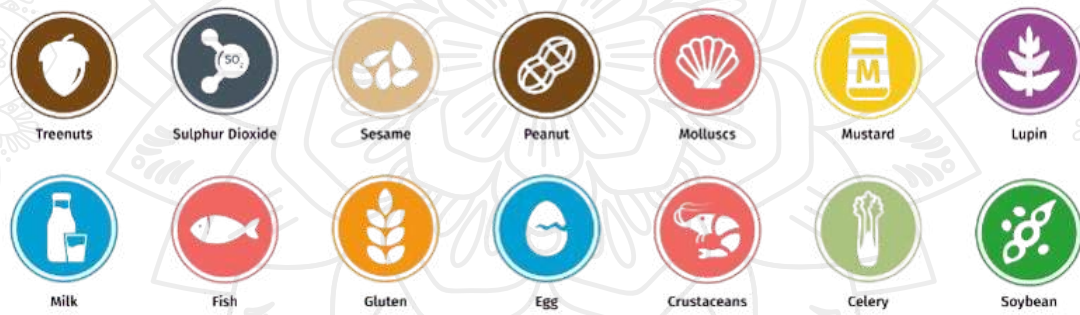 SO2
M
Treenuts
Sulphur Dioxide
Sesame
Peanut
Molluscs
Mustard
Lupin
Milk
Fish
Gluten
Egg
Crustaceans
Celery
Soybean